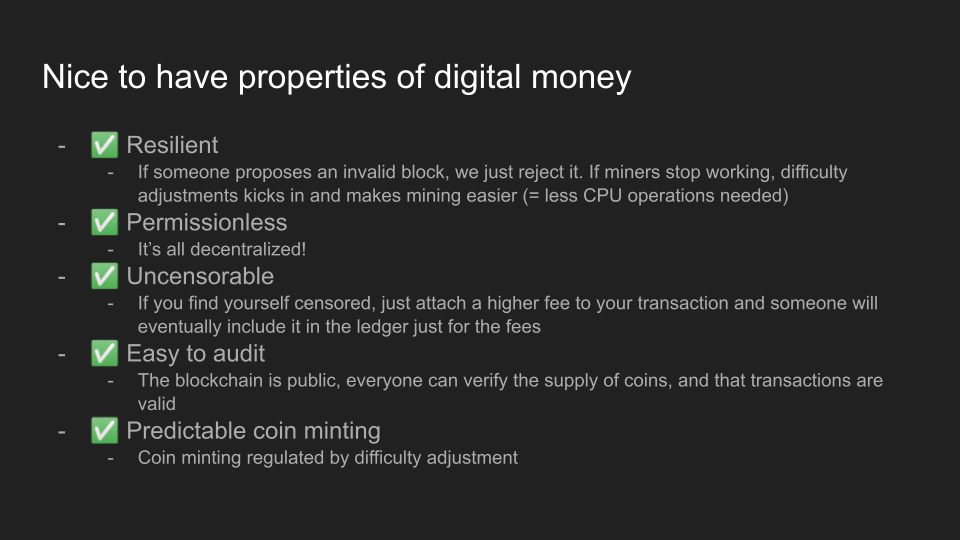 Nice to have properties of digital money
- ✅ Resilient
- If someone proposes an invalid block, we just reject it. If miners stop working, difficulty
adjustments kicks in and makes mining easier (= less CPU operations needed)
- ✅ Permissionless
- It’s all decentralized!
- ✅ Uncensorable
- If you find yourself censored, just attach a higher fee to your transaction and someone will
eventually include it in the ledger just for the fees
- ✅ Easy to audit
- The blockchain is public, everyone can verify the supply of coins, and that transactions are
valid
- ✅ Predictable coin minting
- Coin minting regulated by difficulty adjustment